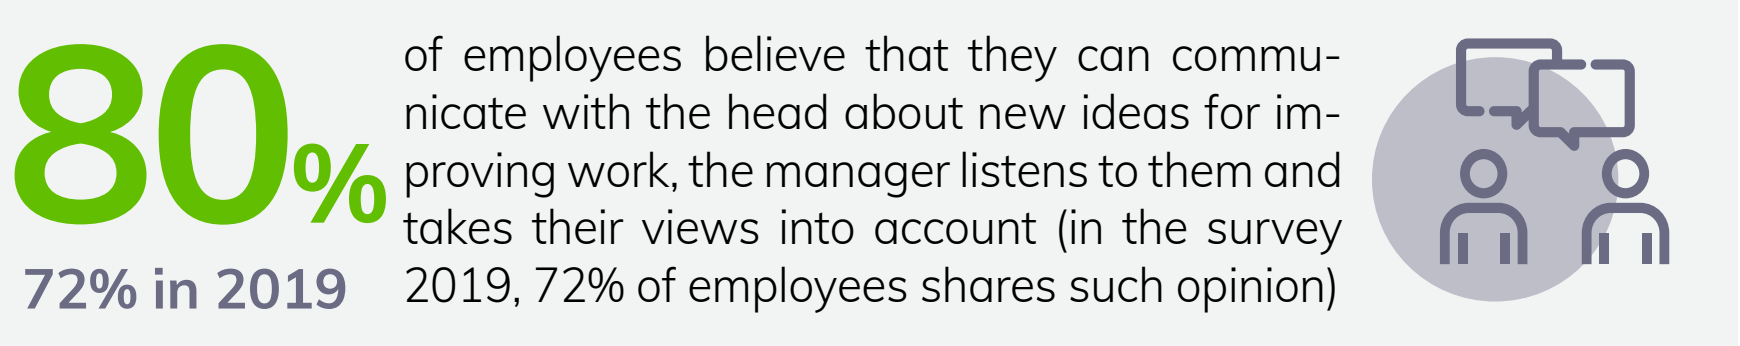 80%
72% in 2019
of employees believe that they can commu-
nicate with the head about new ideas for im-
proving work, the manager listens to them and
takes their views into account (in the survey
2019, 72% of employees shares such opinion)